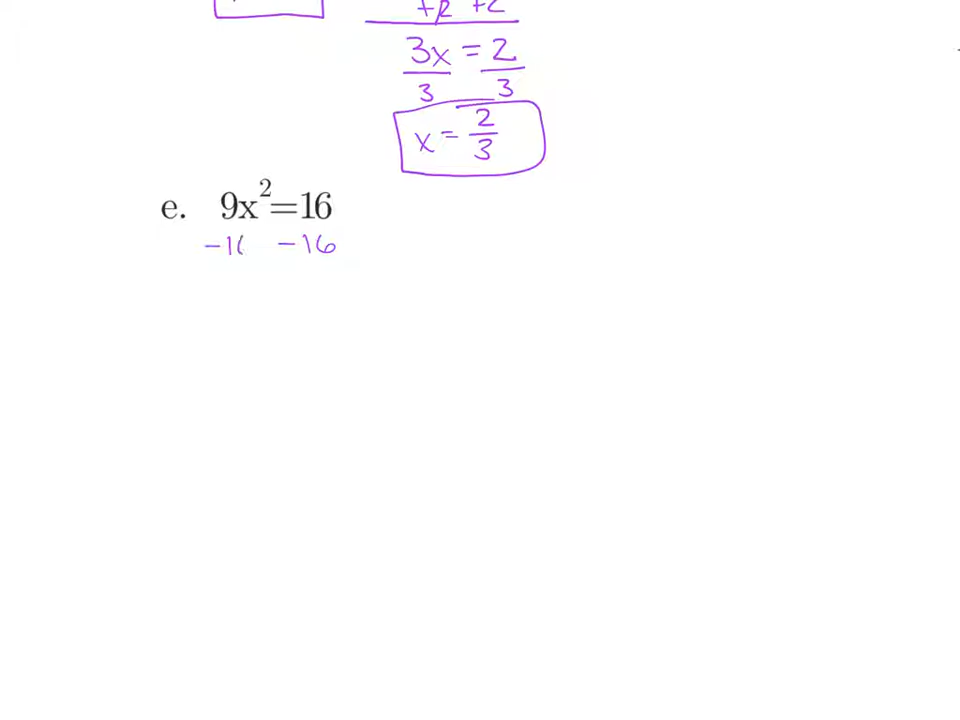 +2 +2
3x = 2
3 3
x = 2/3
e. 9x²=16
-16 -16